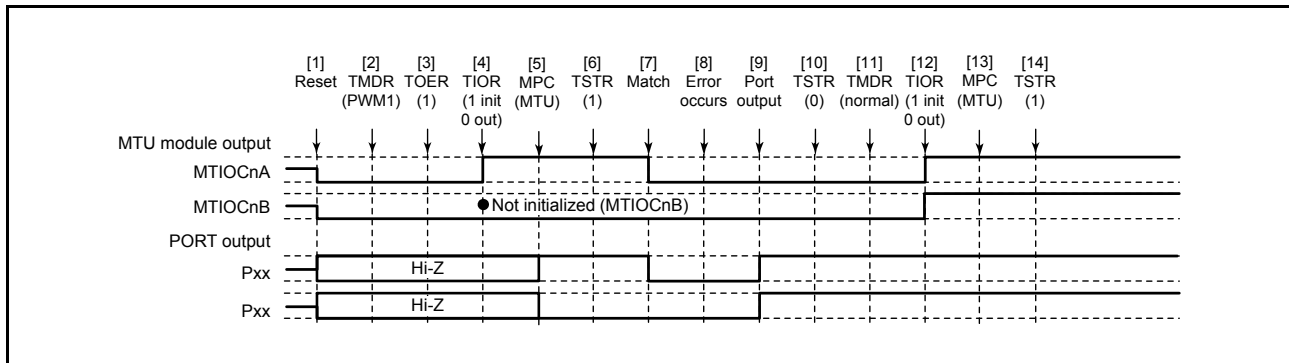 [1] [2] [3] [4] [5] [6] [7] [8] [9] [10] [11] [12] [13] [14]
Reset TMDR TOER TIOR MPC TSTR Match Error Port TSTR TMDR TIOR MPC TSTR
(PWM1) (1) (1 init (MTU) (1) occurs output (0) (normal) (1 init (MTU) (1)
0 out) 0 out)
MTU module output
MTIOCnA
MTIOCnB Not initialized (MTIOCnB)
PORT output
Pxx Hi-Z
Pxx Hi-Z